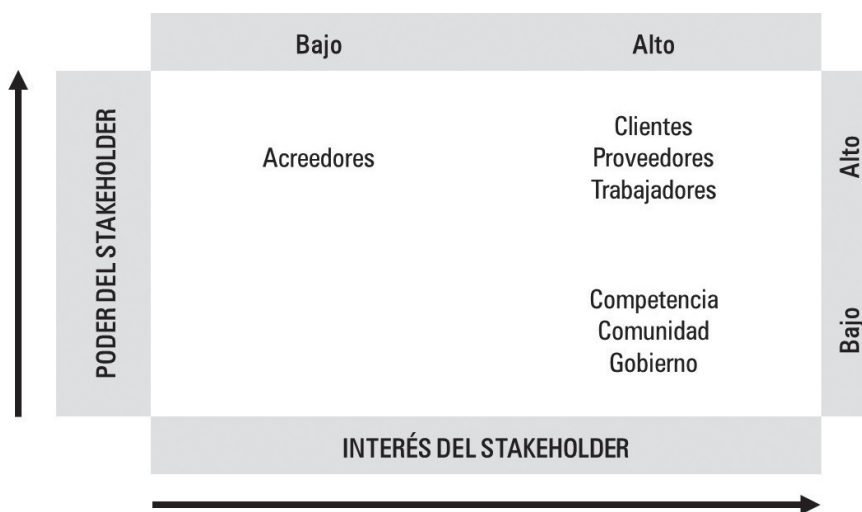 Bajo
Alto
PODER DEL STAKEHOLDER
Acreedores
Clientes
Proveedores
Trabajadores
Alto
Competencia
Comunidad
Gobierno
Bajo
INTERÉS DEL STAKEHOLDER